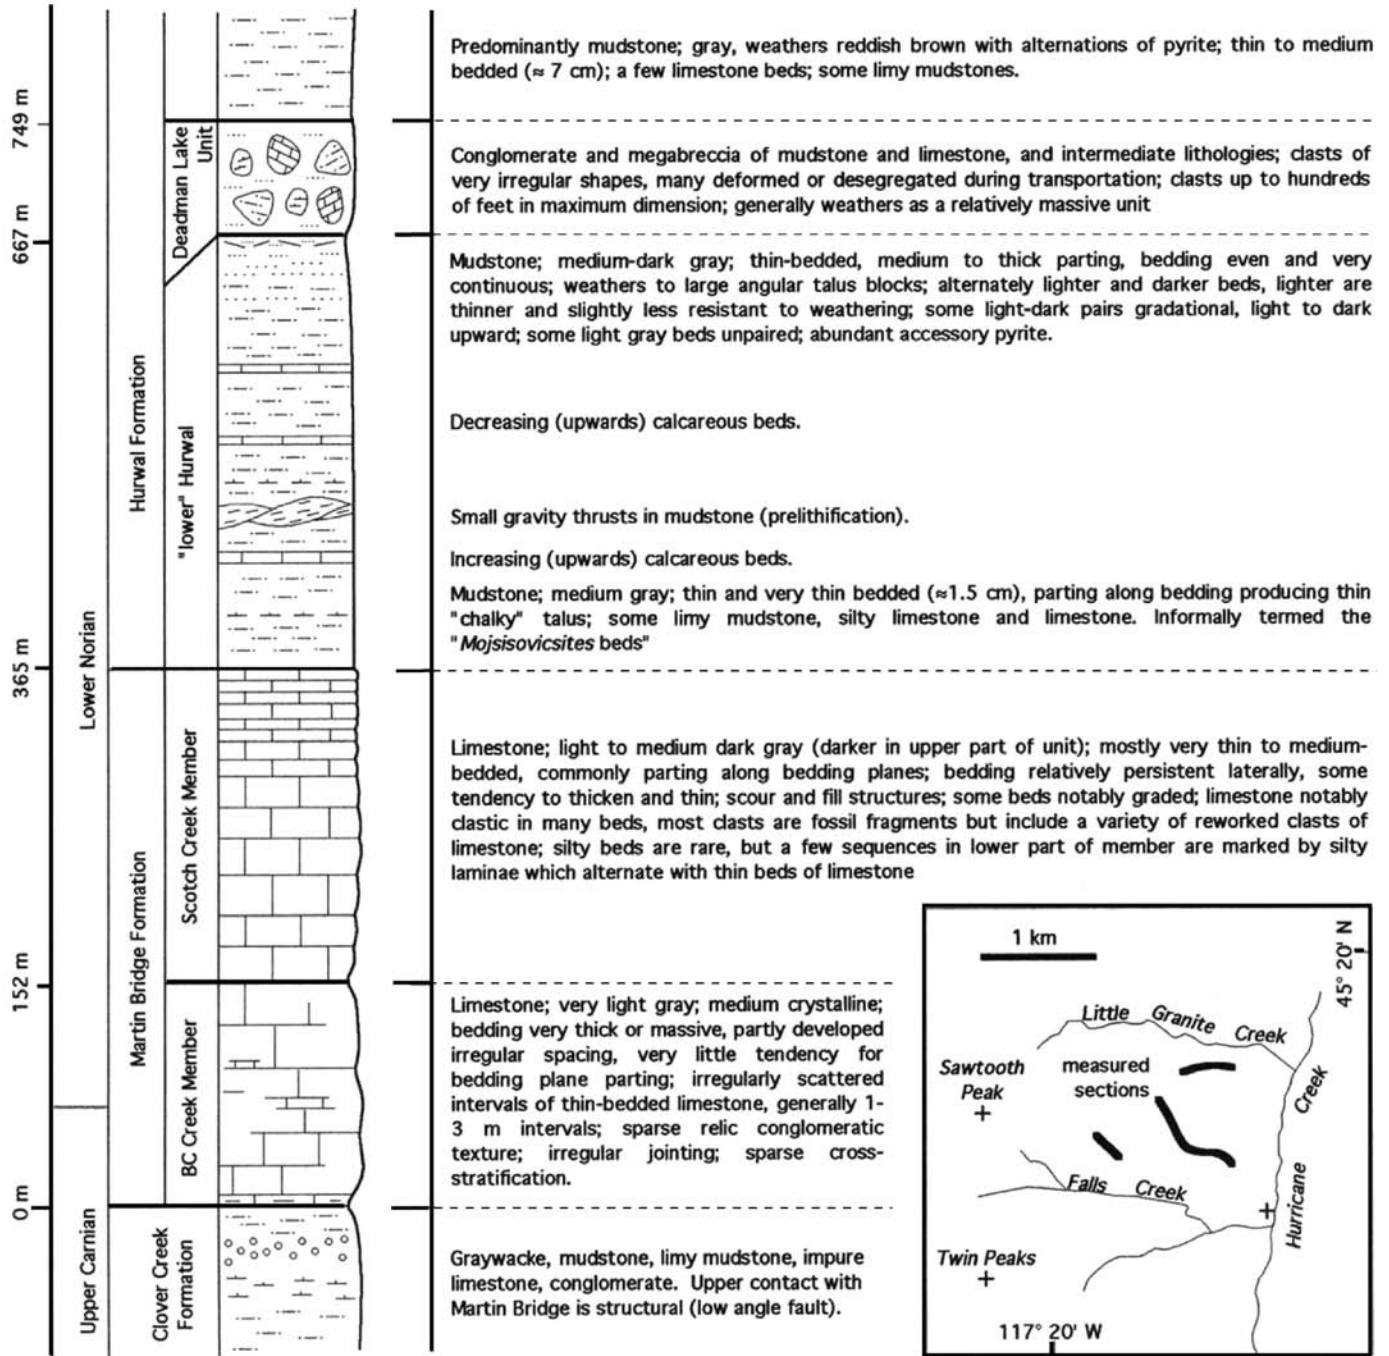 749 m
667 m
365 m
152 m
0 m
Lower Norian
Upper Carnian
Hurwal Formation
Martin Bridge Formation
Clover Creek
Formation
Deadman Lake
Unit
"lower" Hurwal
Scotch Creek Member
BC Creek Member
Predominantly mudstone; gray, weathers reddish brown with alternations of pyrite; thin to medium
bedded (≈ 7 cm); a few limestone beds; some limy mudstones.
Conglomerate and megabreccia of mudstone and limestone, and intermediate lithologies; clasts of
very irregular shapes, many deformed or desegregated during transportation; clasts up to hundreds
of feet in maximum dimension; generally weathers as a relatively massive unit
Mudstone; medium-dark gray; thin-bedded, medium to thick parting, bedding even and very
continuous; weathers to large angular talus blocks; alternately lighter and darker beds, lighter are
thinner and slightly less resistant to weathering; some light-dark pairs gradational, light to dark
upward; some light gray beds unpaired; abundant accessory pyrite.
Decreasing (upwards) calcareous beds.
Small gravity thrusts in mudstone (prelithification).
Increasing (upwards) calcareous beds.
Mudstone; medium gray; thin and very thin bedded (≈1.5 cm), parting along bedding producing thin
"chalky" talus; some limy mudstone, silty limestone and limestone. Informally termed the
"Mojsisovicsites beds"
Limestone; light to medium dark gray (darker in upper part of unit); mostly very thin to medium-
bedded, commonly parting along bedding planes; bedding relatively persistent laterally, some
tendency to thicken and thin; scour and fill structures; some beds notably graded; limestone notably
clastic in many beds, most clasts are fossil fragments but include a variety of reworked clasts of
limestone; silty beds are rare, but a few sequences in lower part of member are marked by silty
laminae which alternate with thin beds of limestone
Limestone; very light gray; medium crystalline;
bedding very thick or massive, partly developed
irregular spacing, very little tendency for
bedding plane parting; irregularly scattered
intervals of thin-bedded limestone, generally 1-
3 m intervals; sparse relic conglomeratic
texture; irregular jointing; sparse cross-
stratification.
Graywacke, mudstone, limy mudstone, impure
limestone, conglomerate. Upper contact with
Martin Bridge is structural (low angle fault).
1 km
45° 20' N
Little Granite Creek
Sawtooth
Peak
measured
sections
Hurricane Creek
Falls Creek
Twin Peaks
117° 20' W